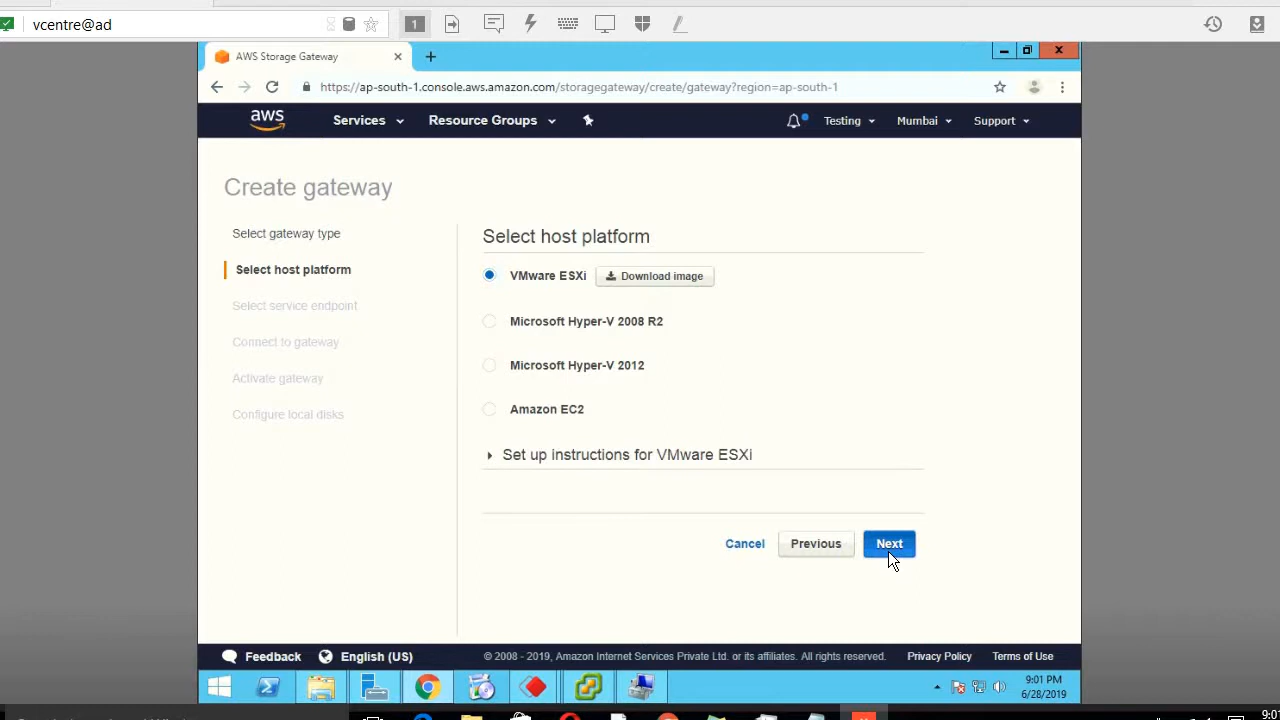 vcentre@ad
1
AWS Storage Gateway
https://ap-south-1.console.aws.amazon.com/storagegateway/create/gateway?region=ap-south-1
aws
Services
Resource Groups
Testing
Mumbai
Support
Create gateway
Select gateway type
Select host platform
Select service endpoint
Connect to gateway
Activate gateway
Configure local disks
Select host platform
VMware ESXi
Download image
Microsoft Hyper-V 2008 R2
Microsoft Hyper-V 2012
Amazon EC2
Set up instructions for VMware ESXi
Cancel
Previous
Next
Feedback
English (US)
© 2008 - 2019, Amazon Internet Services Private Ltd. or its affiliates. All rights reserved.
Privacy Policy
Terms of Use
9:01 PM
6/28/2019